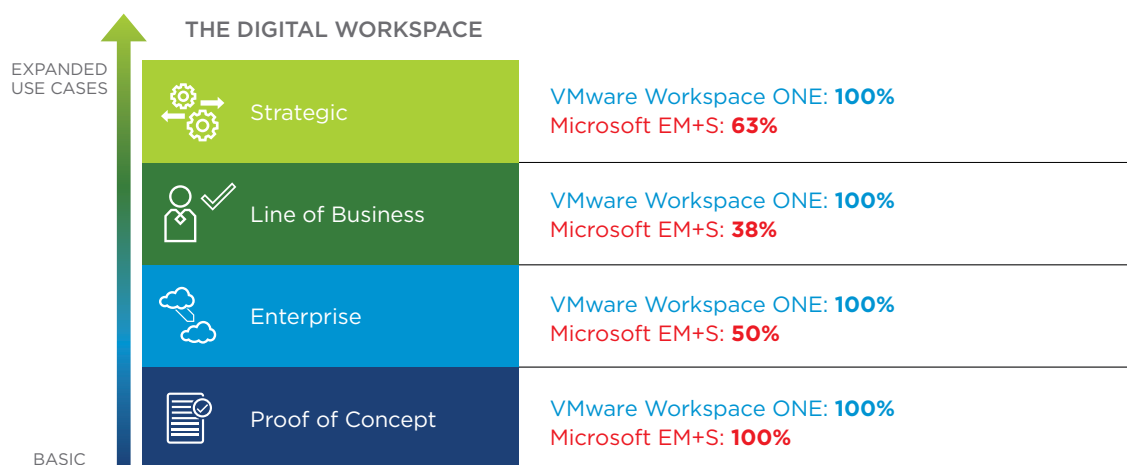 THE DIGITAL WORKSPACE
EXPANDED
USE CASES
Strategic
VMware Workspace ONE: 100%
Microsoft EM+S: 63%
Line of Business
VMware Workspace ONE: 100%
Microsoft EM+S: 38%
Enterprise
VMware Workspace ONE: 100%
Microsoft EM+S: 50%
Proof of Concept
VMware Workspace ONE: 100%
Microsoft EM+S: 100%
BASIC